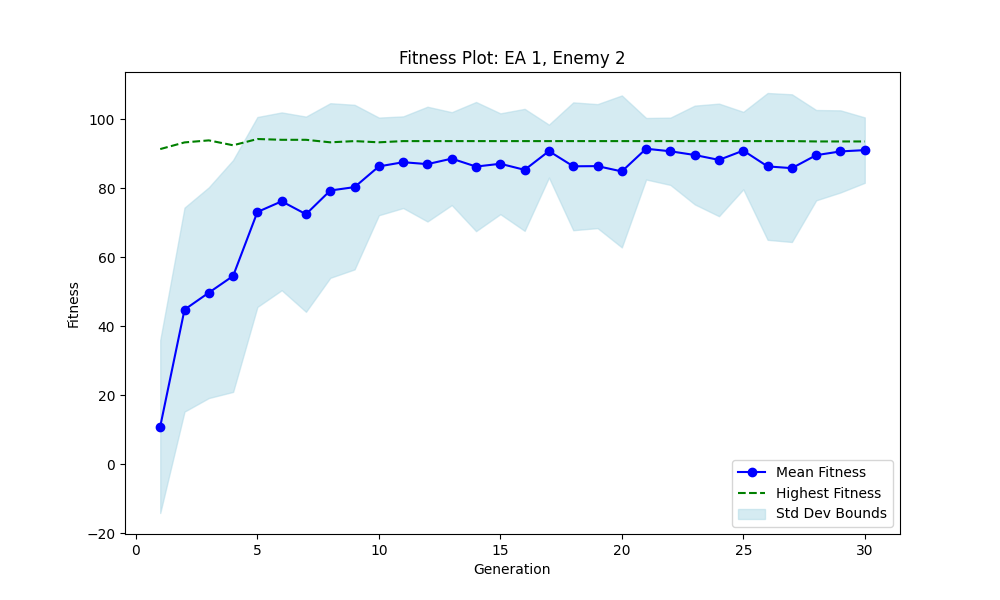 Fitness Plot: EA 1, Enemy 2
100
80
60
40
20
0
−20
Fitness
0 5 10 15 20 25 30
Generation
Mean Fitness
Highest Fitness
Std Dev Bounds